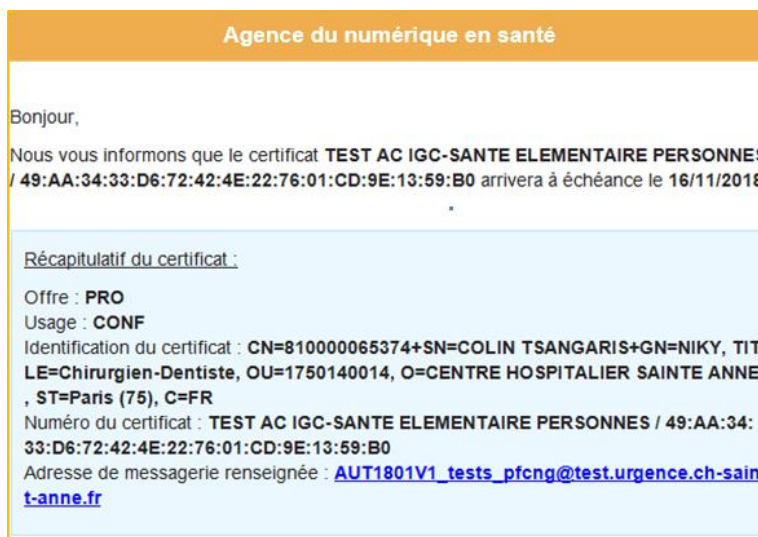 Agence du numérique en santé
Bonjour,
Nous vous informons que le certificat TEST AC IGC-SANTE ELEMENTAIRE PERSONNES
/ 49:AA:34:33:D6:72:42:4E:22:76:01:CD:9E:13:59:B0 arrivera à échéance le 16/11/2018
Récapitulatif du certificat :
Offre : PRO
Usage : CONF
Identification du certificat : CN=810000065374+SN=COLIN TSANGARIS+GN=NIKY, TIT
LE=Chirurgien-Dentiste, OU=1750140014, O=CENTRE HOSPITALIER SAINTE ANNE
, ST=Paris (75), C=FR
Numéro du certificat : TEST AC IGC-SANTE ELEMENTAIRE PERSONNES / 49:AA:34:
33:D6:72:42:4E:22:76:01:CD:9E:13:59:B0
Adresse de messagerie renseignée : AUT1801V1_tests_pfcng@test.urgence.ch-sain
t-anne.fr